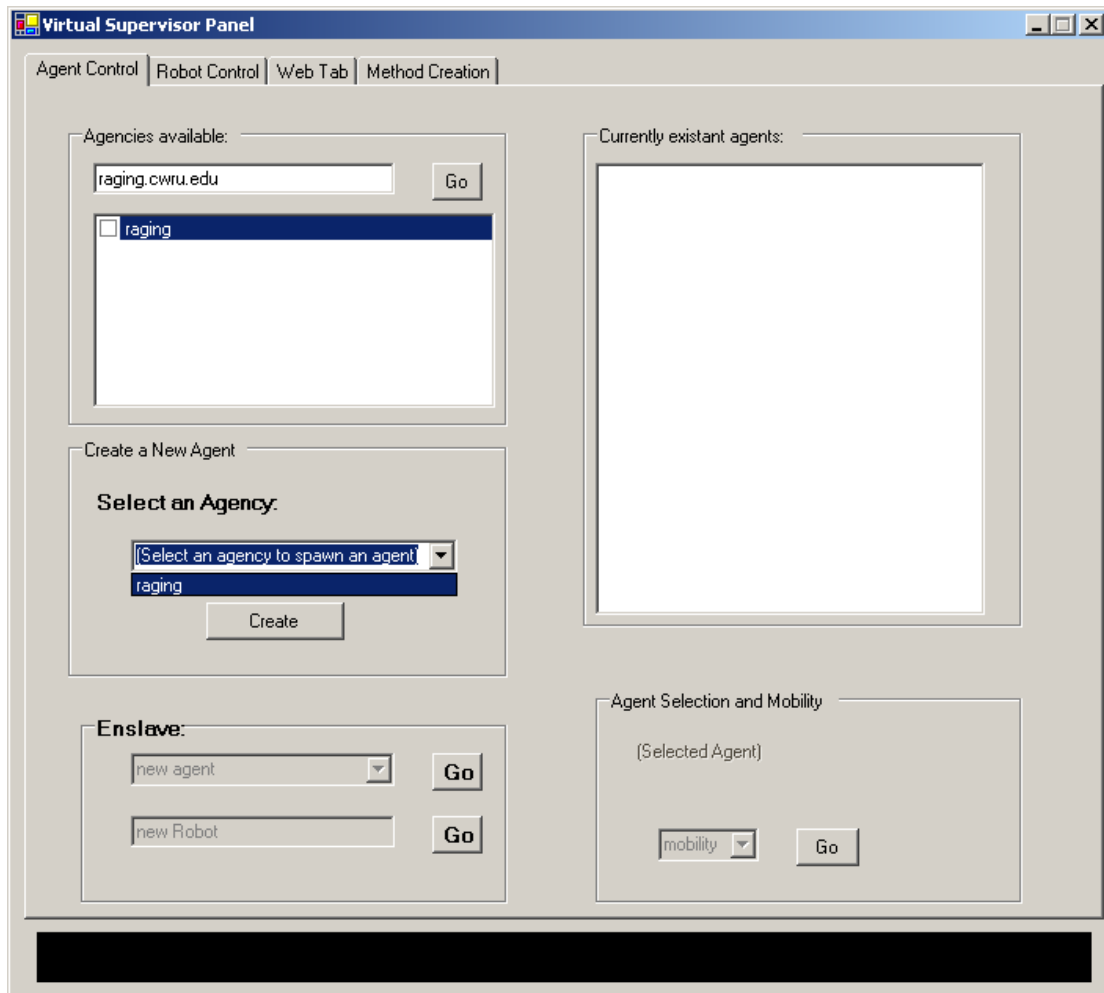 Virtual Supervisor Panel
Agent Control Robot Control Web Tab Method Creation
Agencies available:
raging.cwru.edu Go
raging
Create a New Agent
Select an Agency:
(Select an agency to spawn an agent)
raging
Create
Enslave:
new agent Go
new Robot Go
Currently existant agents:
Agent Selection and Mobility
(Selected Agent)
mobility Go